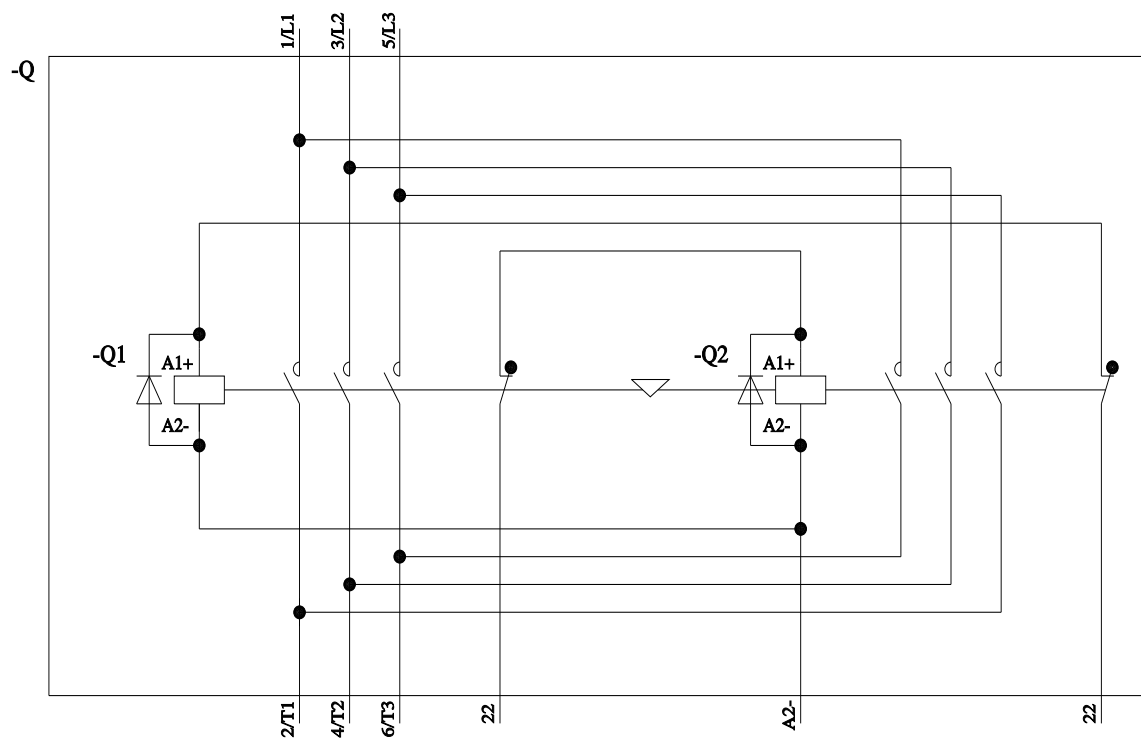 1/L1
3/L2
5/L3
-Q
-Q1
A1+
A2-
-Q2
A1+
A2-
2/T1
4/T2
6/T3
22
A2-
22